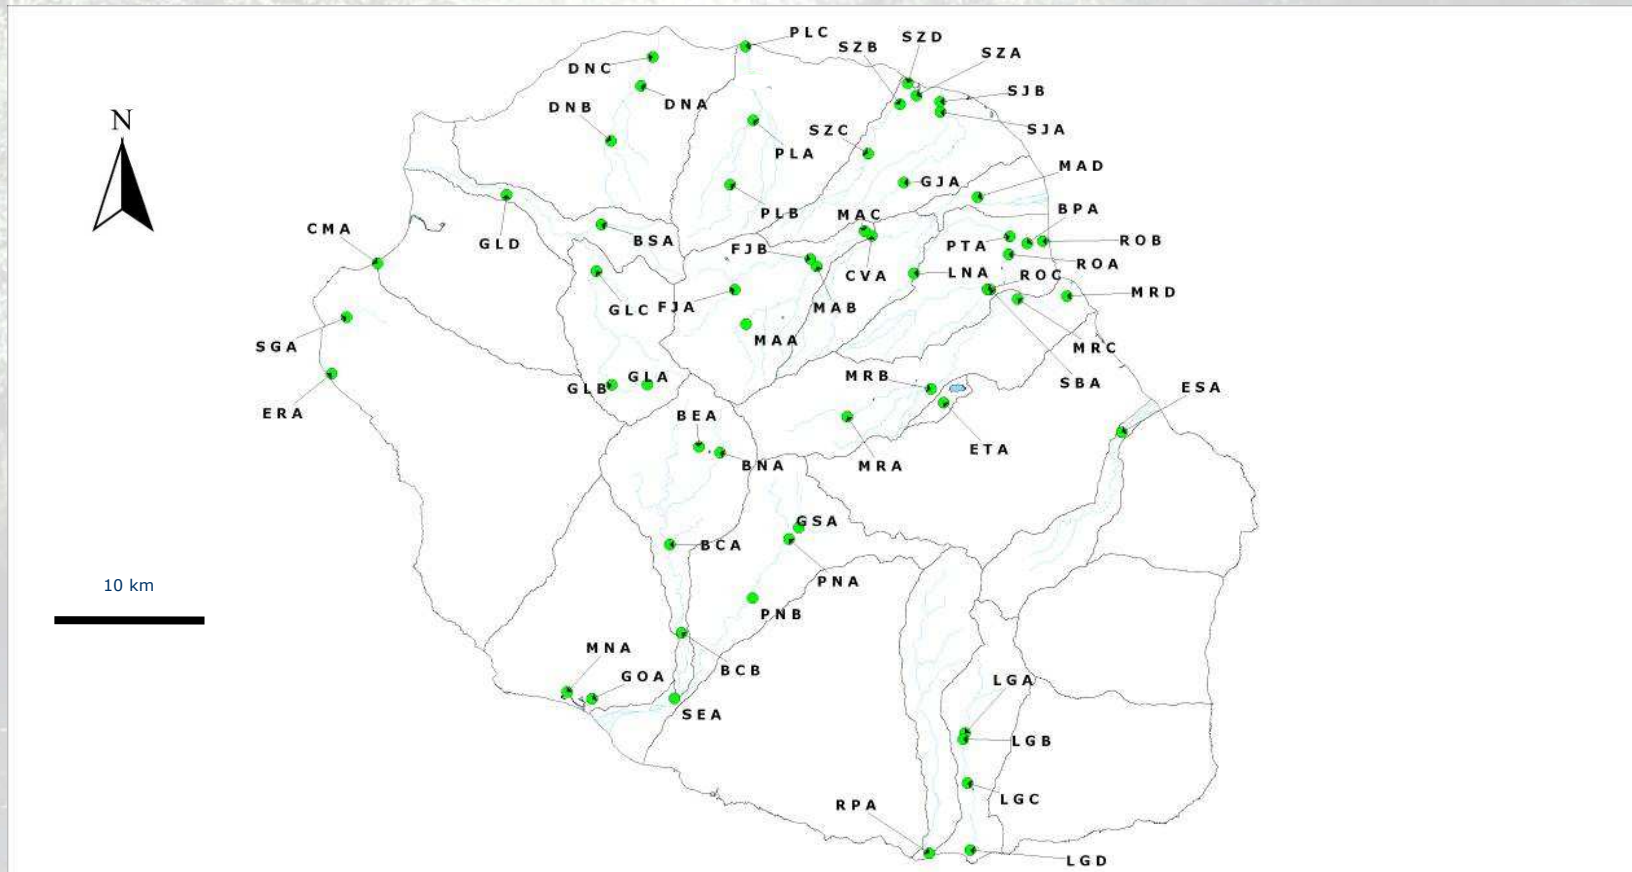 PLC
SZD
SZB
SZA
DNC
SJB
DNA
DNB
N
SZC
SJA
PLA
MAD
GJA
BPA
PLB
MAC
CMA
BSA
GLD
PTA
ROB
FJB
ROA
CVA
LNA
ROC
MRD
GLC
FJA
MAB
MAA
SGA
MRC
GLA
MRB
SBA
GLB
ESA
ERA
BEA
ETA
BNA
MRA
GSA
BCA
PNA
10 km
PNB
MNA
BCB
GOA
LGA
SEA
LGB
LGC
RPA
LGD